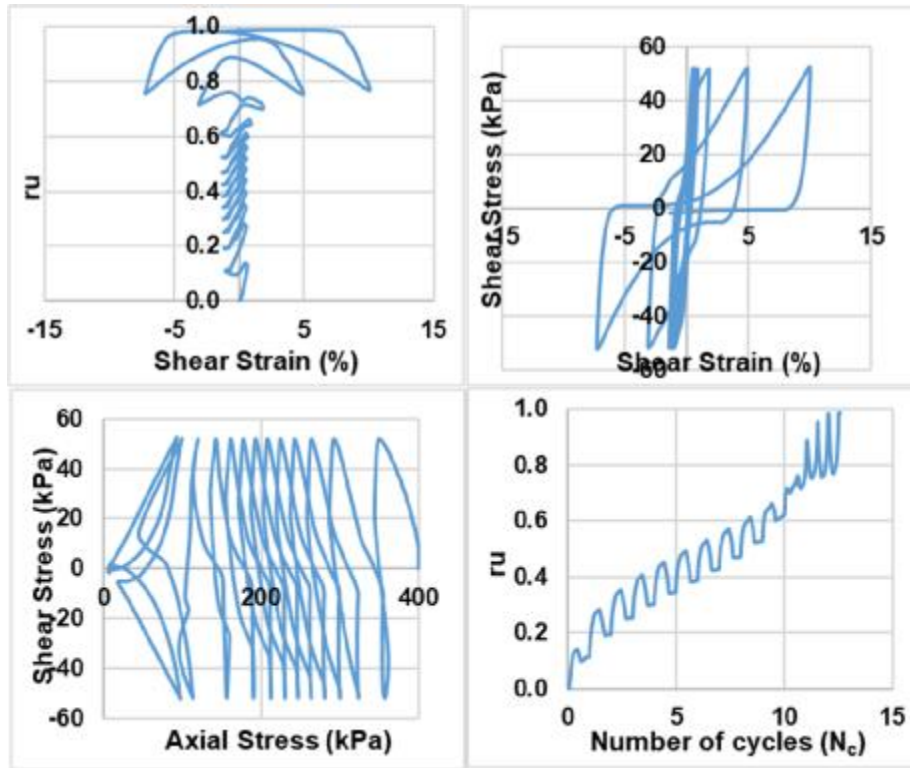 1.0
0.8
0.6
0.4
0.2
0.0
ru
-15 -5 5 15
Shear Strain (%)
60
40
20
0
-20
-40
-60
Shear Stress (kPa)
-15 -5 5 15
Shear Strain (%)
60
40
20
0
-20
-40
-60
Shear Stress (kPa)
0 200 400
Axial Stress (kPa)
1.0
0.8
0.6
0.4
0.2
0.0
ru
0 5 10 15
Number of cycles (Nc)